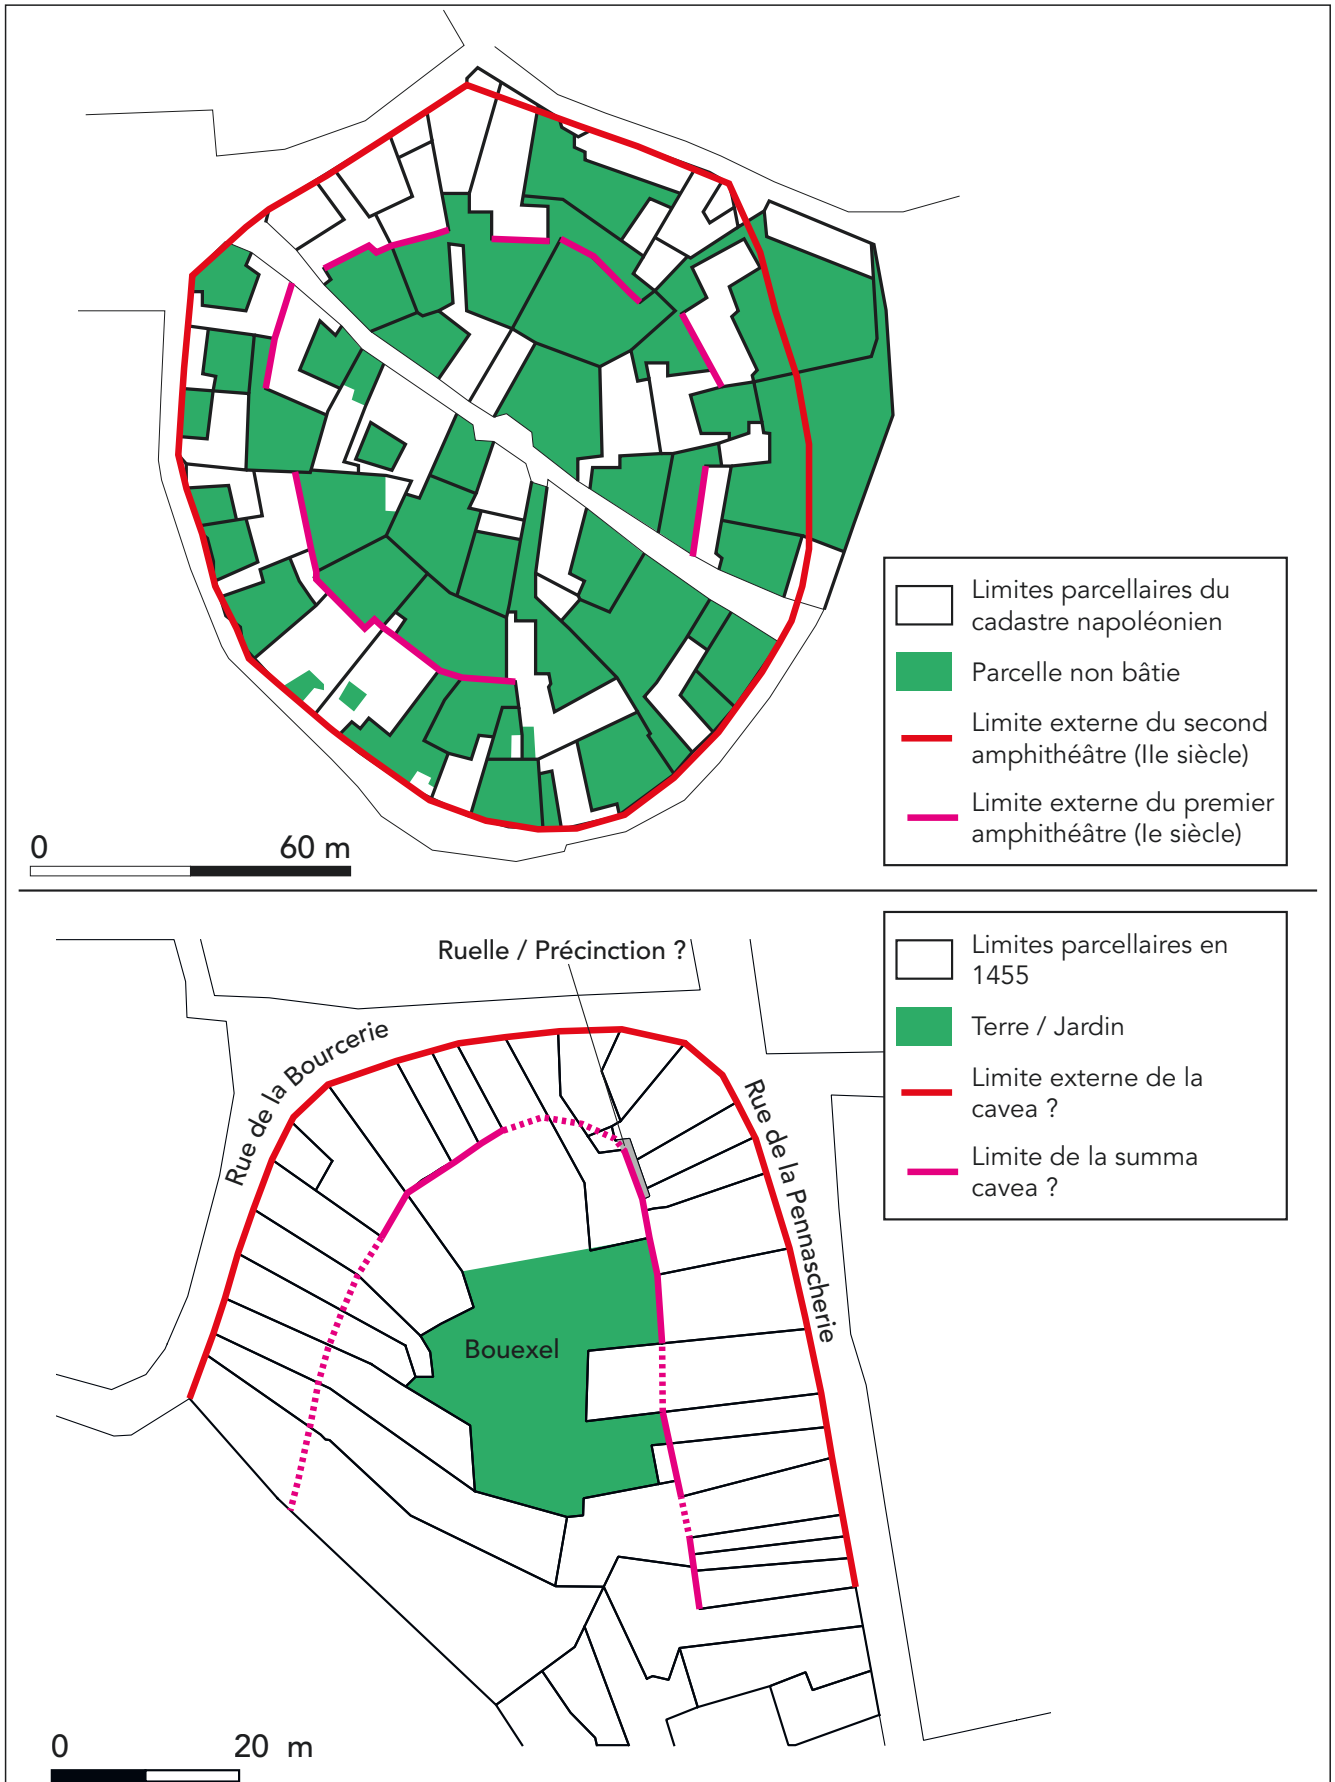 Limites parcellaires du
cadastre napoléonien
Parcelle non bâtie
Limite externe du second
amphithéâtre (IIe siècle)
Limite externe du premier
amphithéâtre (Ie siècle)
0 60 m
Ruelle / Précinction ?
Rue de la Bourcerie
Rue de la Pennascherie
Bouexel
Limites parcellaires en
1455
Terre / Jardin
Limite externe de la
cavea ?
Limite de la summa
cavea ?
0 20 m